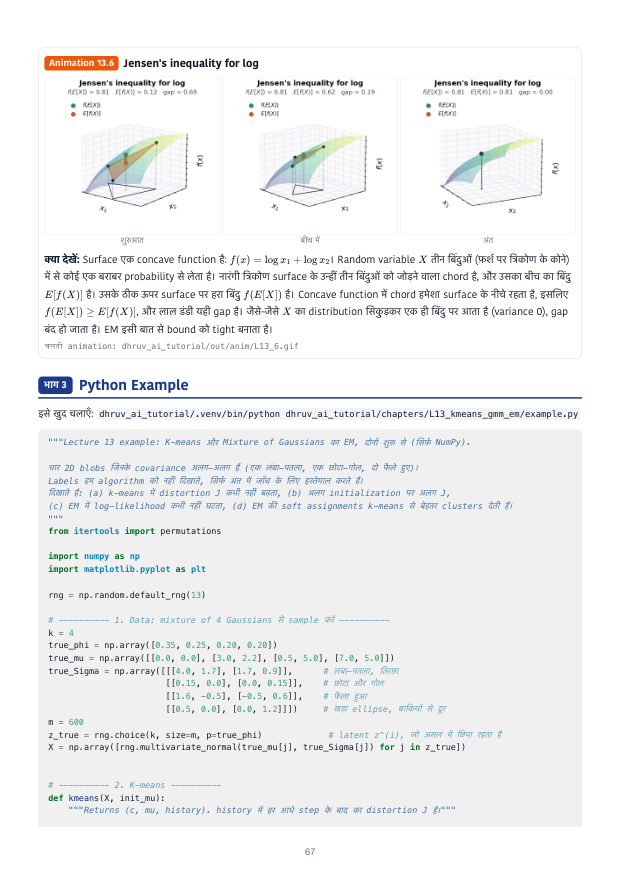 Animation 13.6 Jensen's inequality for log
Jensen's inequality for log
f(E[X]) = 0.81 E[f(X)] = 0.12 gap = 0.69
f(E[X])
E[f(X)]
f(x)
x₁
x₂
Jensen's inequality for log
f(E[X]) = 0.81 E[f(X)] = 0.62 gap = 0.19
f(E[X])
E[f(X)]
f(x)
x₁
x₂
Jensen's inequality for log
f(E[X]) = 0.81 E[f(X)] = 0.81 gap = 0.00
f(E[X])
E[f(X)]
f(x)
x₁
x₂
शुरुआत
बीच में
अंत
क्या देखें: Surface एक concave function है: f(x) = log x₁ + log x₂। Random variable X तीन बिंदुओं (फर्श पर त्रिकोण के कोने)
में से कोई एक बराबर probability से लेता है। नारंगी त्रिकोण surface के उन्हीं तीन बिंदुओं को जोड़ने वाला chord है, और उसका बीच का बिंदु
E[f(X)] है। उसके ठीक ऊपर surface पर हरा बिंदु f(E[X]) है। Concave function में chord हमेशा surface के नीचे रहता है, इसलिए
f(E[X]) ≥ E[f(X)], और लाल डंडी यही gap है। जैसे-जैसे X का distribution सिकुड़कर एक ही बिंदु पर आता है (variance 0), gap
बंद हो जाता है। EM इसी बात से bound को tight बनाता है।
चलती animation: dhruv_ai_tutorial/out/anim/L13_6.gif
भाग 3 Python Example
इसे खुद चलाएँ: dhruv_ai_tutorial/.venv/bin/python dhruv_ai_tutorial/chapters/L13_kmeans_gmm_em/example.py
"""Lecture 13 example: K-means और Mixture of Gaussians का EM, दोनों शुरू से (सिर्फ NumPy).
चार 2D blobs जिनके covariance अलग-अलग हैं (एक लंबा-पतला, एक छोटा-गोल, दो फैले हुए)।
Labels हम algorithm को नहीं दिखाते, सिर्फ अंत में जाँच के लिए इस्तेमाल करते हैं।
दिखाते हैं: (a) k-means में distortion J कभी नहीं बढ़ता, (b) अलग initialization पर अलग J,
(c) EM में log-likelihood कभी नहीं घटता, (d) EM की soft assignments k-means से बेहतर clusters देती हैं।
"""
from itertools import permutations
import numpy as np
import matplotlib.pyplot as plt
rng = np.random.default_rng(13)
# ---------- 1. Data: mixture of 4 Gaussians से sample करें ----------
k = 4
true_phi = np.array([0.35, 0.25, 0.20, 0.20])
true_mu = np.array([[0.0, 0.0], [3.0, 2.2], [0.5, 5.0], [7.0, 5.0]])
true_Sigma = np.array([[[4.0, 1.7], [1.7, 0.9]], # लंबा-पतला, तिरछा
[[0.15, 0.0], [0.0, 0.15]], # छोटा और गोल
[[1.6, -0.5], [-0.5, 0.6]], # फैला हुआ
[[0.5, 0.0], [0.0, 1.2]]]) # खड़ा ellipse, बाकियों से दूर
m = 600
z_true = rng.choice(k, size=m, p=true_phi) # latent z^(i), जो असल में छिपा रहता है
X = np.array([rng.multivariate_normal(true_mu[j], true_Sigma[j]) for j in z_true])
# ---------- 2. K-means ----------
def kmeans(X, init_mu):
"""Returns (c, mu, history). history में हर आधे step के बाद का distortion J है।"""
67